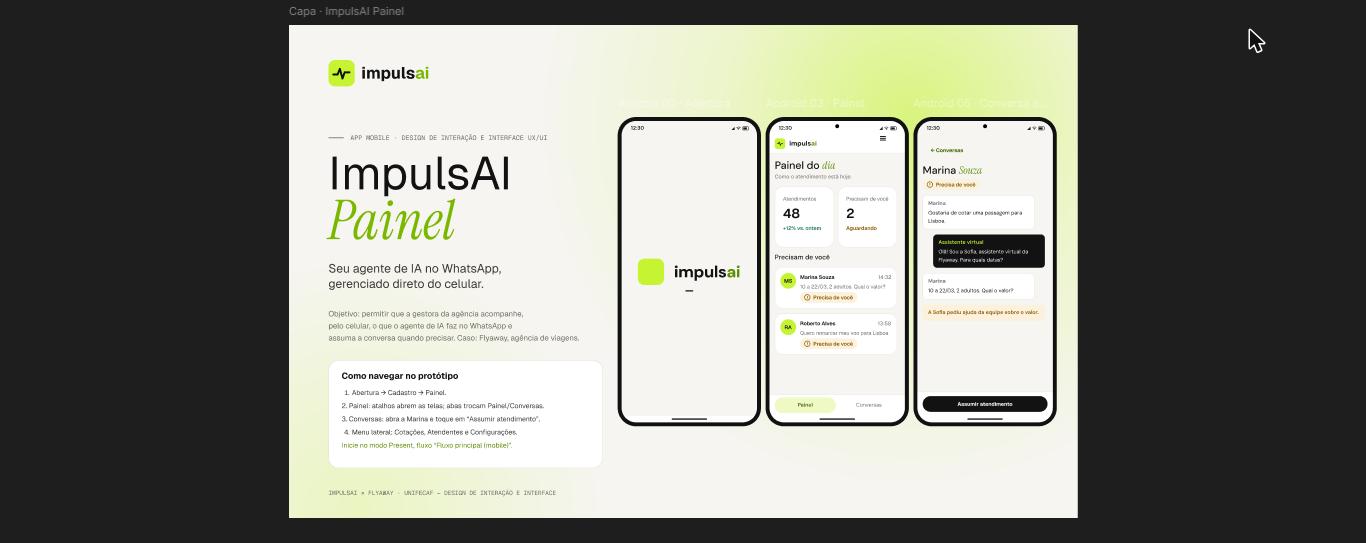 Capa · ImpulsAI Painel
impulsai
APP MOBILE · DESIGN DE INTERAÇÃO E INTERFACE UX/UI
ImpulsAI
Painel
Seu agente de IA no WhatsApp,
gerenciado direto do celular.
Objetivo: permitir que a gestora da agência acompanhe,
pelo celular, o que o agente de IA faz no WhatsApp e
assuma a conversa quando precisar. Caso: Flyaway, agência de viagens.
Como navegar no protótipo
1. Abertura → Cadastro → Painel.
2. Painel: atalhos abrem as telas; abas trocam Painel/Conversas.
3. Conversas: abra a Marina e toque em "Assumir atendimento".
4. Menu lateral: Cotações, Atendentes e Configurações.
Inicie no modo Present, fluxo "Fluxo principal (mobile)".
IMPULSAI × FLYAWAY · UNIFECAF — DESIGN DE INTERAÇÃO E INTERFACE
Abertura
12:30
impulsai
Android 03 · Painel
12:30
impulsai
Painel do dia
Como o atendimento está hoje
Atendimentos
48
+12% vs. ontem
Precisam de você
2
Aguardando
Precisam de você
MS
Marina Souza
14:32
10 a 22/03, 2 adultos. Qual o valor?
Precisa de você
RA
Roberto Alves
13:58
Quero remarcar meu voo para Lisboa
Precisa de você
Painel
Conversas
Conversa
12:30
← Conversas
Marina Souza
Precisa de você
Marina
Gostaria de cotar uma passagem para
Lisboa.
Assistente virtual
Olá! Sou a Sofia, assistente virtual da
Flyaway. Para quais datas?
Marina
10 a 22/03, 2 adultos. Qual o valor?
A Sofia pediu ajuda da equipe sobre o valor.
Assumir atendimento